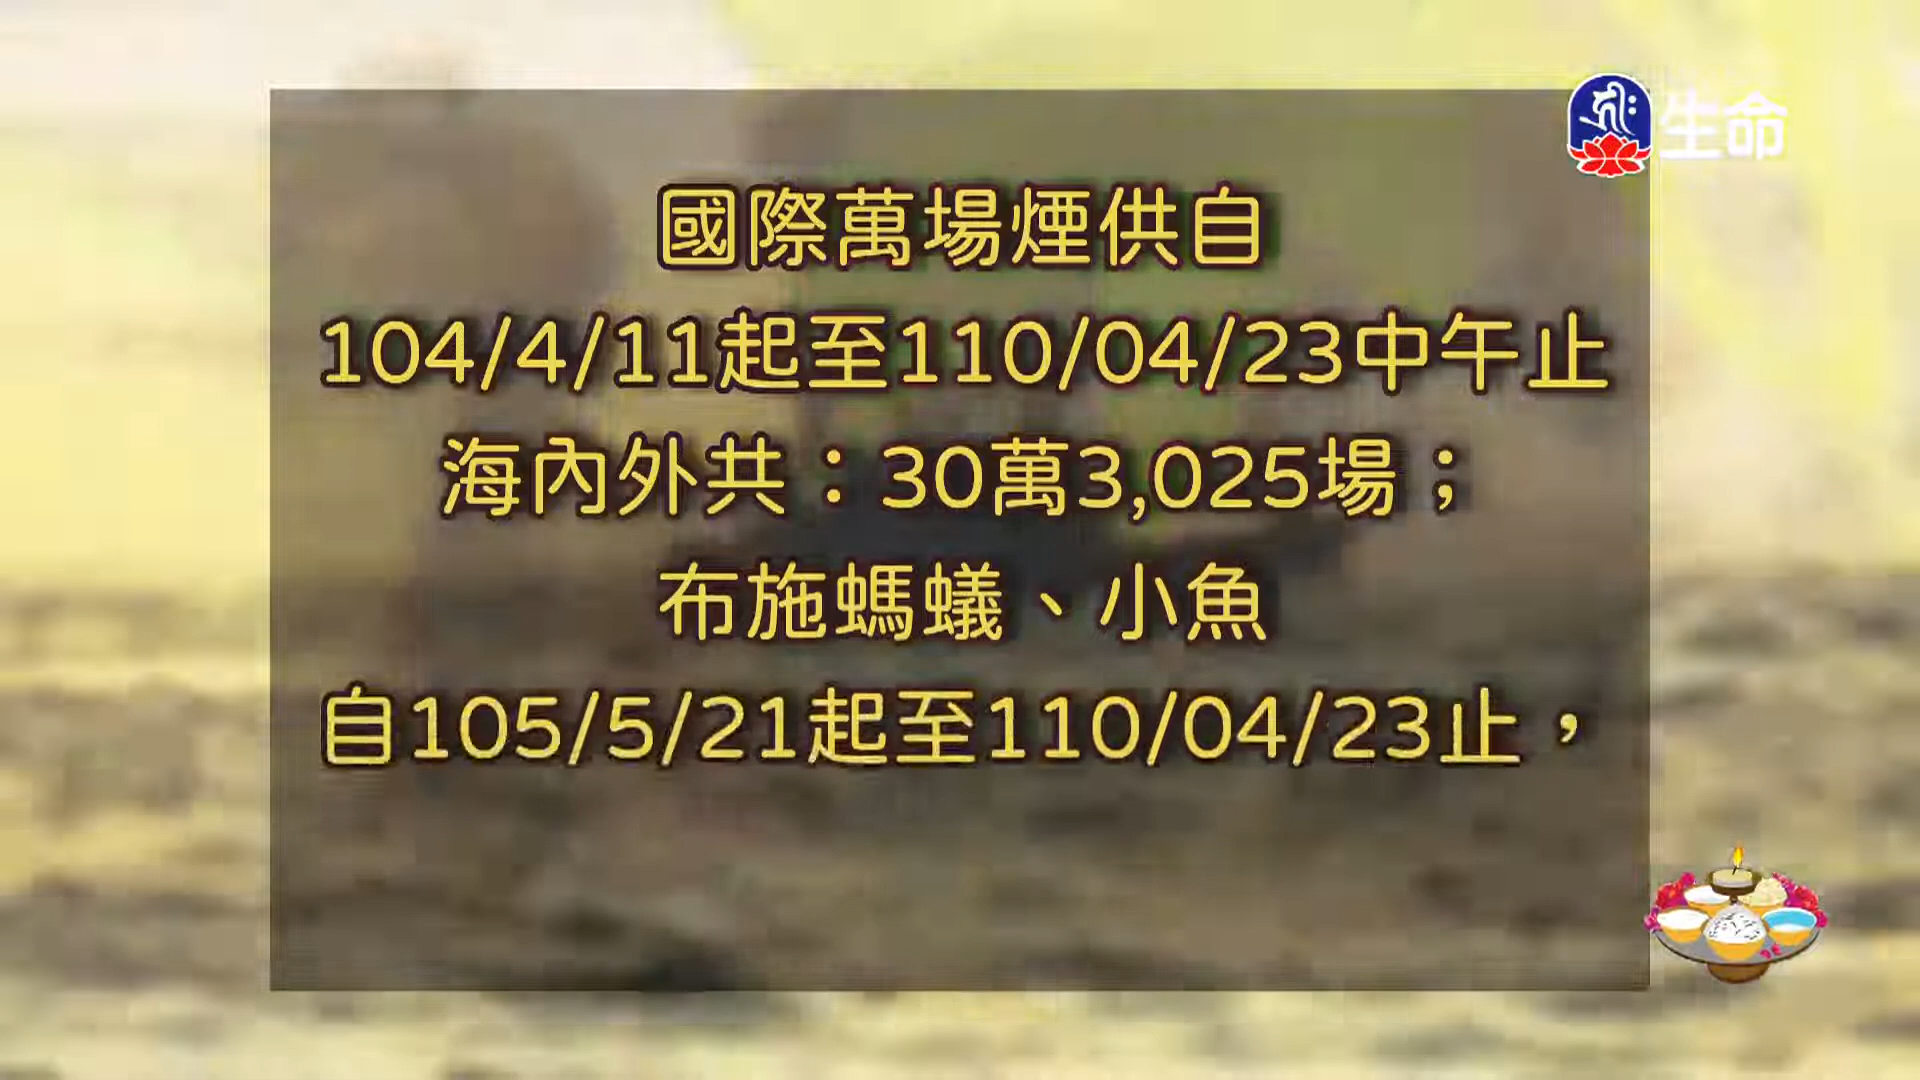 生命
國際萬場煙供自
104/4/11起至110/04/23中午止
海內外共：30萬3,025場；
布施螞蟻、小魚
自105/5/21起至110/04/23止，